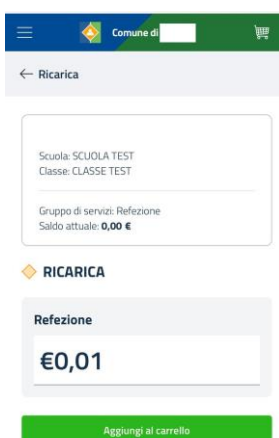 Comune di
Ricarica
Scuola: SCUOLA TEST
Classe: CLASSE TEST
Gruppo di servizi: Refezione
Saldo attuale: 0,00 €
RICARICA
Refezione
€0,01
Aggiungi al carrello